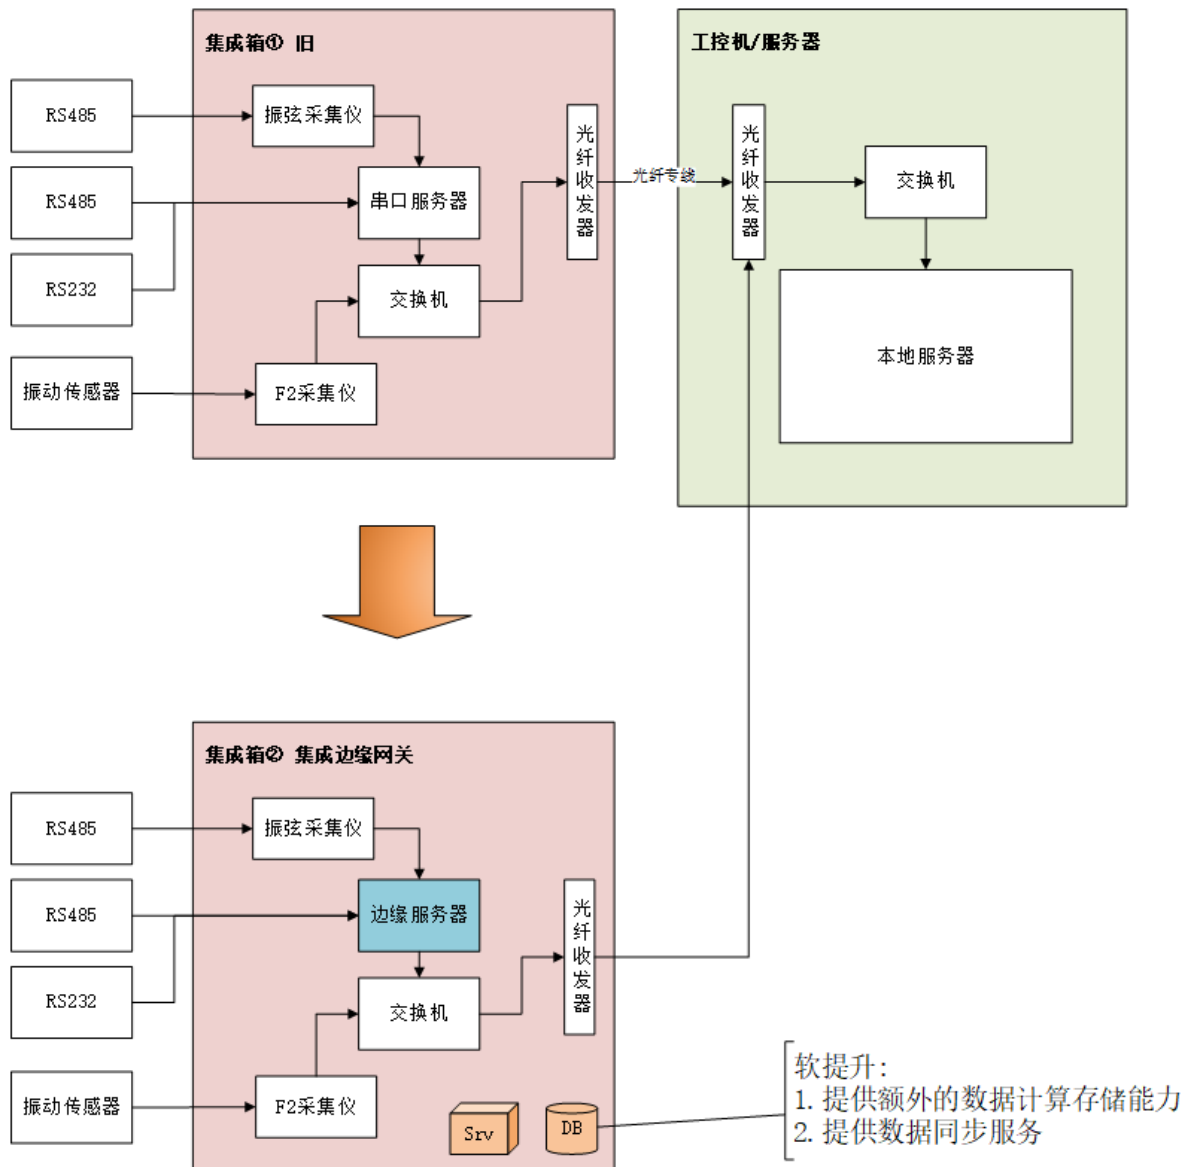 集成箱① 旧
RS485
振弦采集仪
RS485
串口服务器
RS232
交换机
振动传感器
F2采集仪
光纤收发器
光纤专线
工控机/服务器
光纤收发器
交换机
本地服务器
集成箱② 集成边缘网关
RS485
振弦采集仪
RS485
边缘服务器
RS232
交换机
振动传感器
F2采集仪
光纤收发器
Srv
DB
软提升:
1. 提供额外的数据计算存储能力
2. 提供数据同步服务